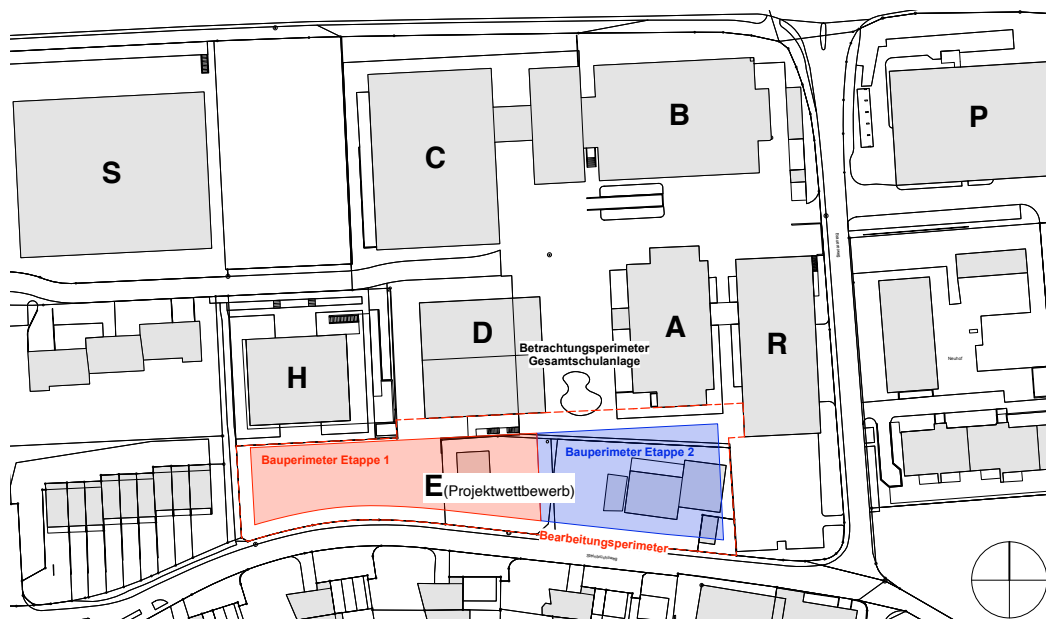 B
P
C
S
D
A
R
Betrachtungsperimeter
Gesamtschulanlage
Neuhof
H
Bauperimeter Etappe 1
Bauperimeter Etappe 2
E (Projektwettbewerb)
Bearbeitungsperimeter